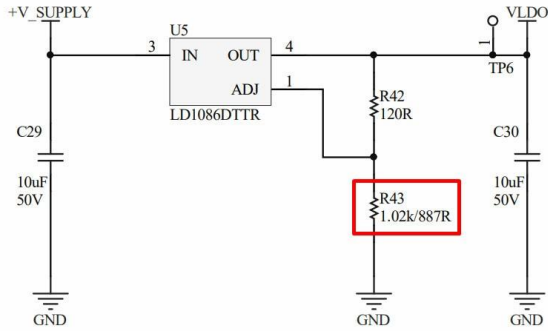 +V_SUPPLY
VLDO
U5
3
IN
OUT
4
1
ADJ
1
TP6
LD1086DTTR
R42
120R
C29
C30
10uF
50V
R43
1.02k/887R
10uF
50V
GND
GND
GND